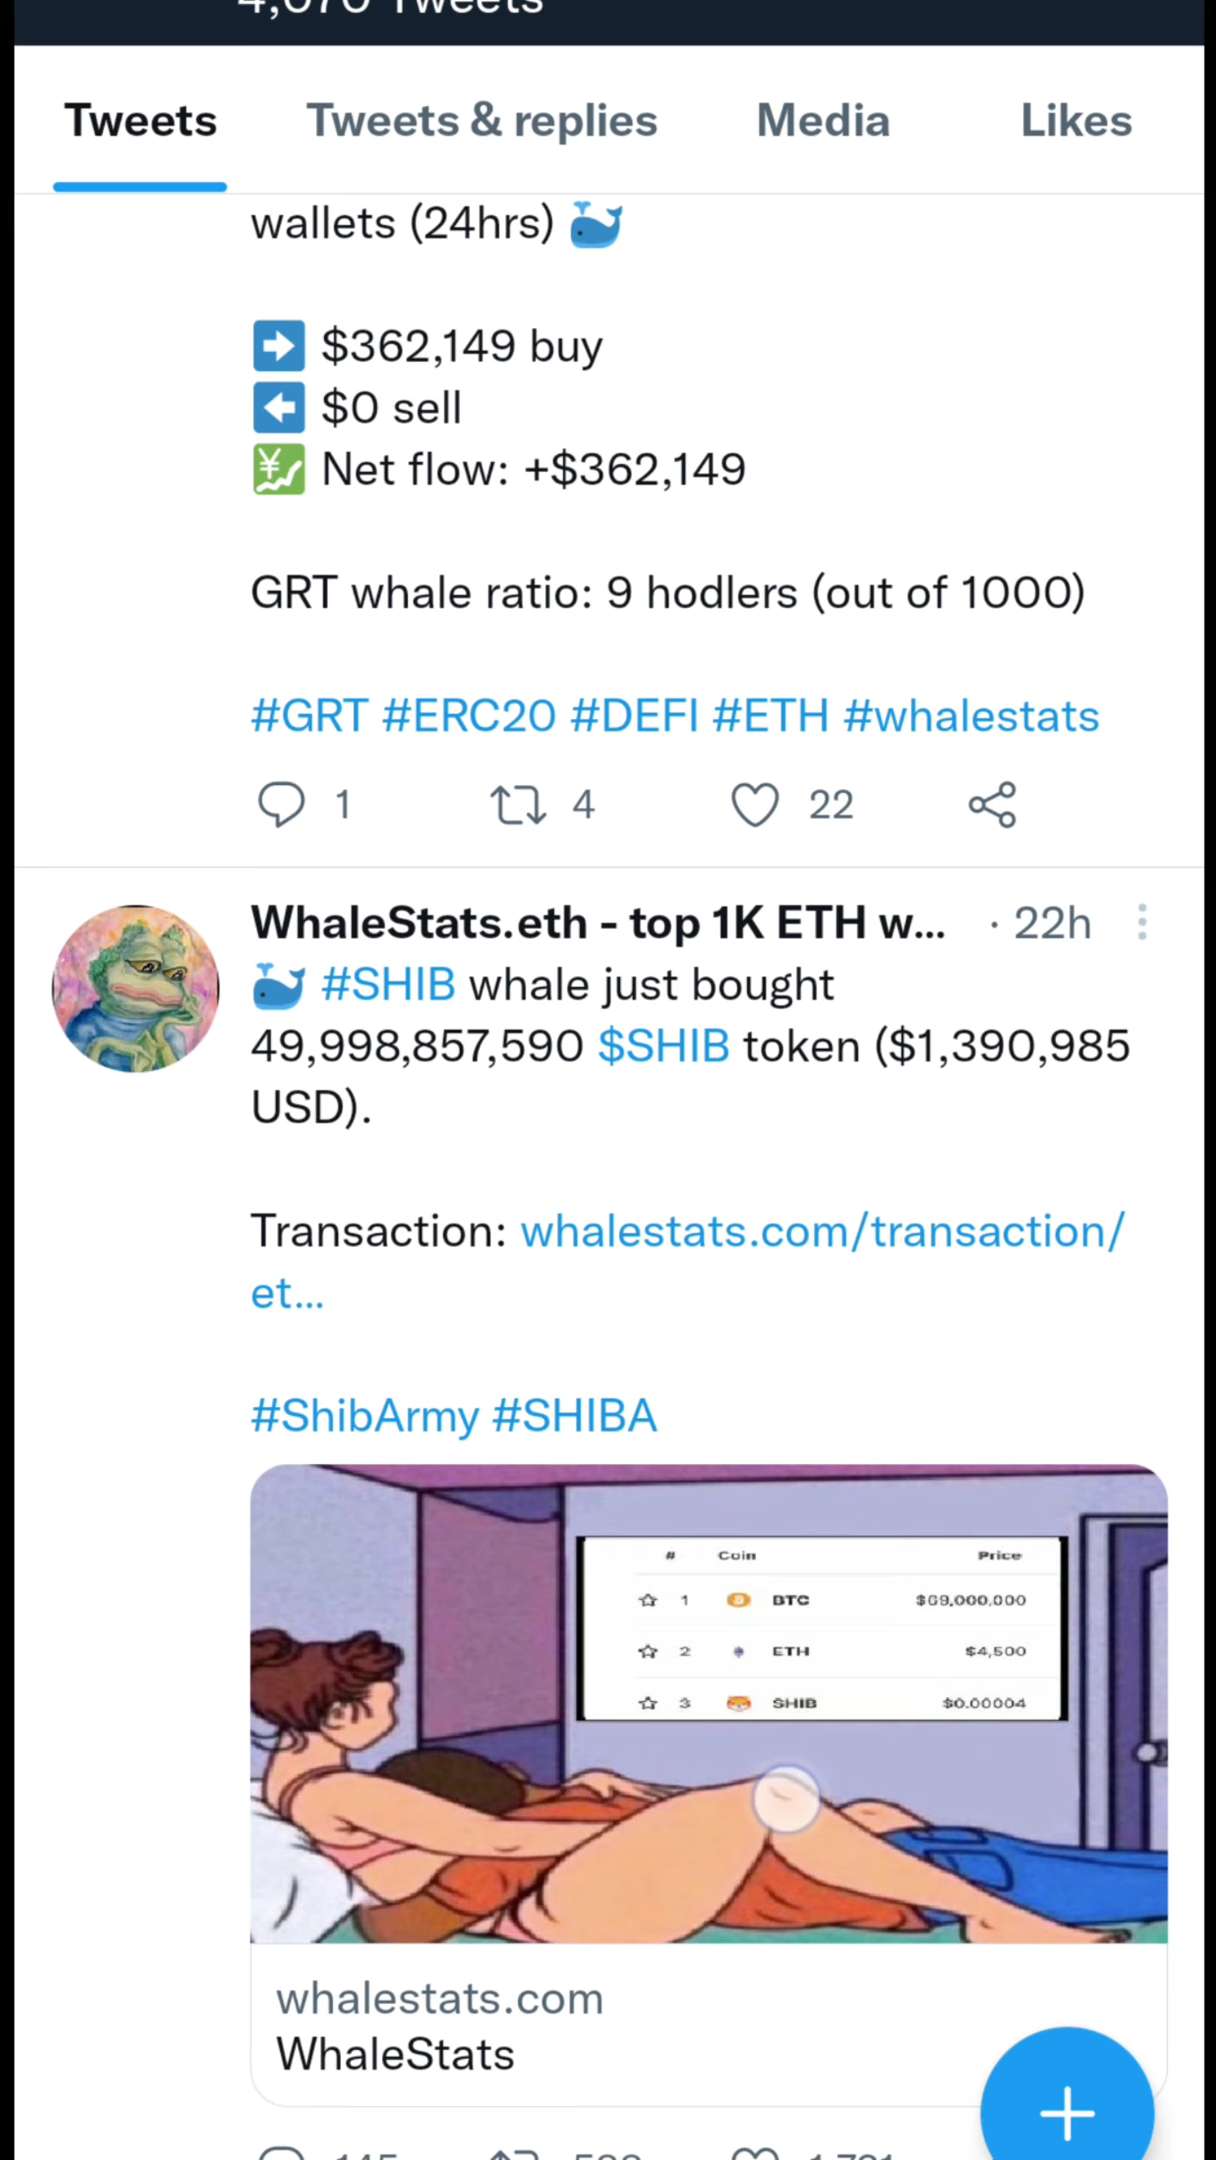 4,070 Tweets
Tweets Tweets & replies Media Likes
wallets (24hrs)
$362,149 buy
$0 sell
Net flow: +$362,149
GRT whale ratio: 9 hodlers (out of 1000)
#GRT #ERC20 #DEFI #ETH #whalestats
1 4 22
WhaleStats.eth - top 1K ETH w... · 22h
#SHIB whale just bought
49,998,857,590 $SHIB token ($1,390,985
USD).
Transaction: whalestats.com/transaction/
et...
#ShibArmy #SHIBA
# Coin Price
1 BTC $69,000,000
2 ETH $4,500
3 SHIB $0.00004
whalestats.com
WhaleStats